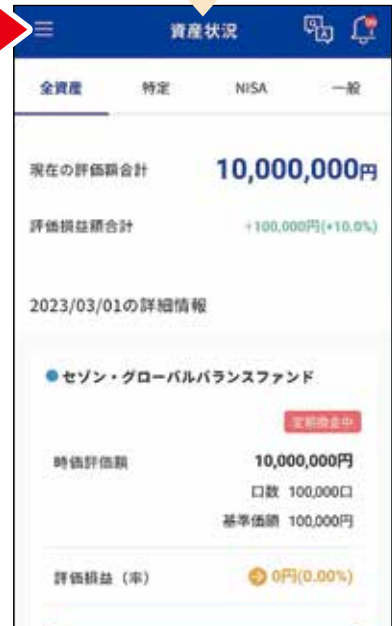 資産状況
全資産 特定 NISA 一般
現在の評価額合計 10,000,000円
評価損益額合計 +100,000円(+10.0%)
2023/03/01の詳細情報
セゾン・グローバルバランスファンド
定期換金中
時価評価額 10,000,000円
口数 100,000口
基準価額 100,000円
評価損益（率） 0円(0.00%)